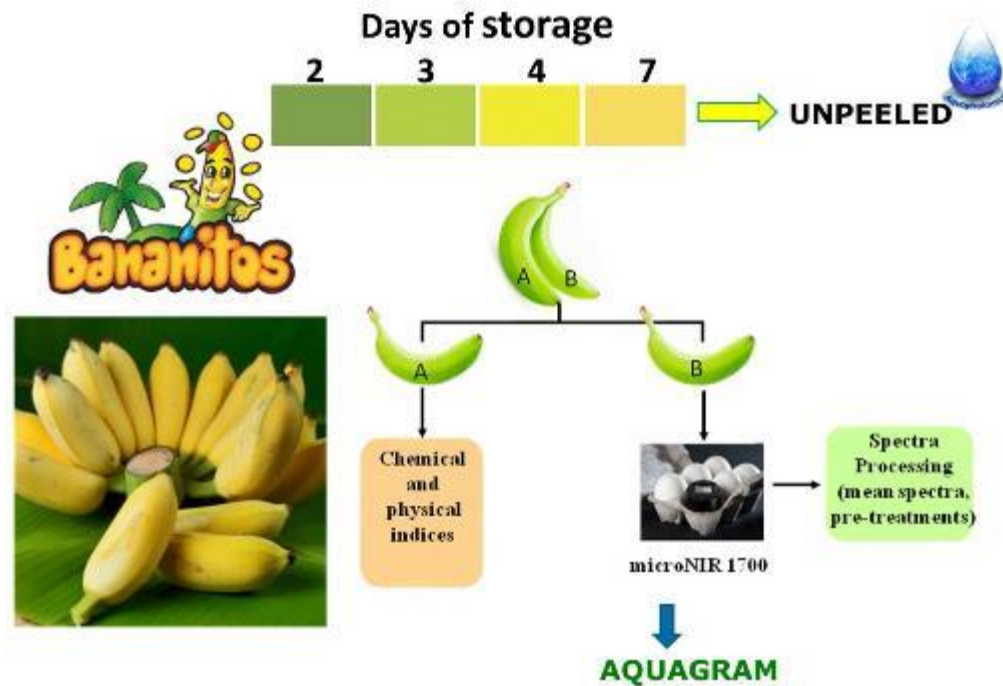 Days of storage
2 3 4 7
UNPEELED
Bananitos
A B
A B
Chemical
and
physical
indices
Spectra
Processing
(mean spectra,
pre-treatments)
microNIR 1700
AQUAGRAM